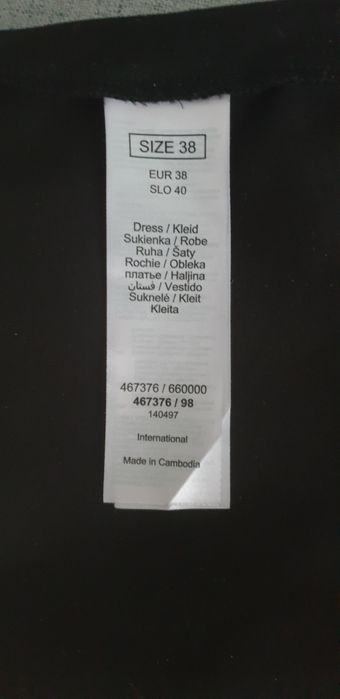 SIZE 38
EUR 38
SLO 40
Dress / Kleid
Sukienka / Robe
Ruha / Šaty
Rochie / Obleka
платье / Haljina
فستان / Vestido
Suknelė / Kleit
Kleita
467376 / 660000
467376 / 98
140497
International
Made in Cambodia